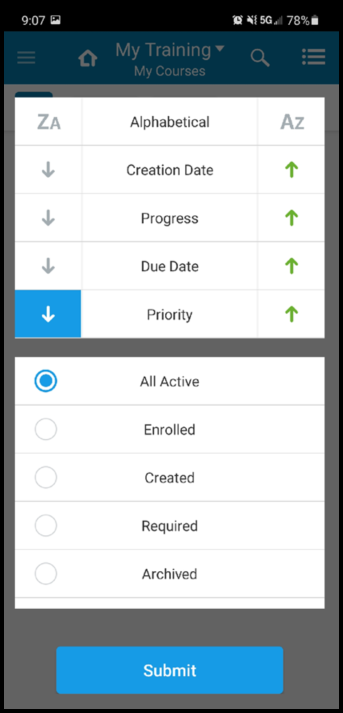 9:07 5G 78%
My Training
My Courses
ZA Alphabetical AZ
Creation Date
Progress
Due Date
Priority
All Active
Enrolled
Created
Required
Archived
Submit